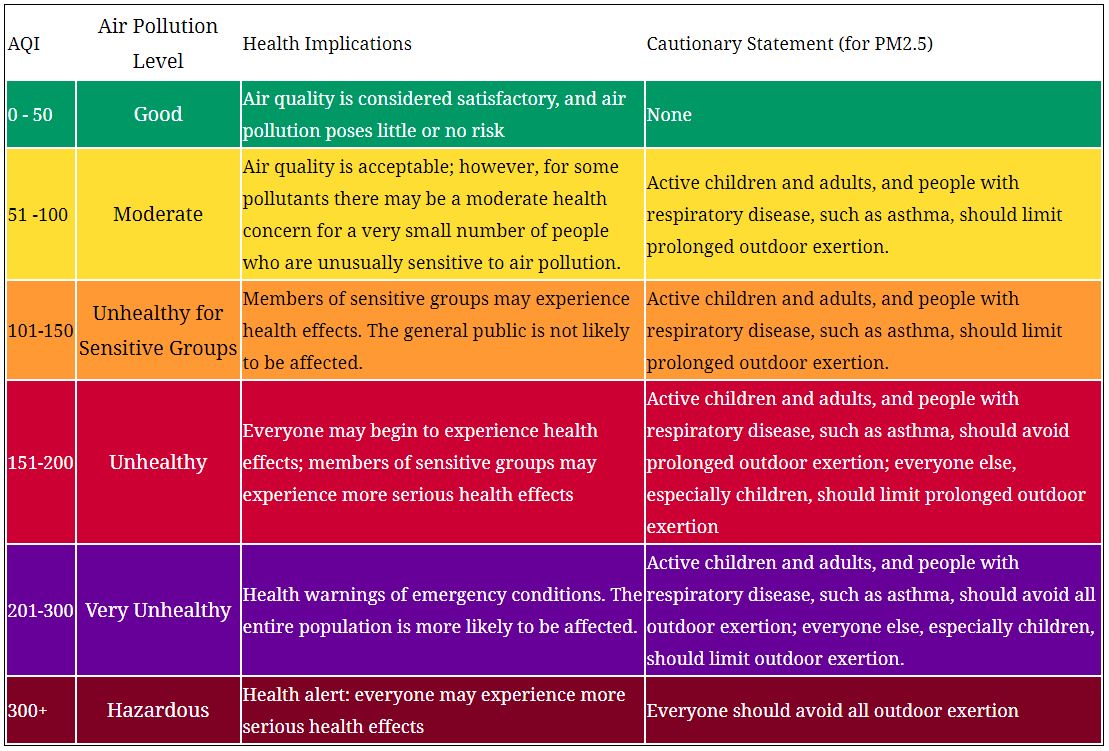 AQI
Air Pollution
Level
Health Implications
Cautionary Statement (for PM2.5)
0 - 50
Good
Air quality is considered satisfactory, and air
pollution poses little or no risk
None
51 -100
Moderate
Air quality is acceptable; however, for some
pollutants there may be a moderate health
concern for a very small number of people
who are unusually sensitive to air pollution.
Active children and adults, and people with
respiratory disease, such as asthma, should limit
prolonged outdoor exertion.
101-150
Unhealthy for
Sensitive Groups
Members of sensitive groups may experience
health effects. The general public is not likely
to be affected.
Active children and adults, and people with
respiratory disease, such as asthma, should limit
prolonged outdoor exertion.
151-200
Unhealthy
Everyone may begin to experience health
effects; members of sensitive groups may
experience more serious health effects
Active children and adults, and people with
respiratory disease, such as asthma, should avoid
prolonged outdoor exertion; everyone else,
especially children, should limit prolonged outdoor
exertion
201-300
Very Unhealthy
Health warnings of emergency conditions. The
entire population is more likely to be affected.
Active children and adults, and people with
respiratory disease, such as asthma, should avoid all
outdoor exertion; everyone else, especially children,
should limit outdoor exertion.
300+
Hazardous
Health alert: everyone may experience more
serious health effects
Everyone should avoid all outdoor exertion